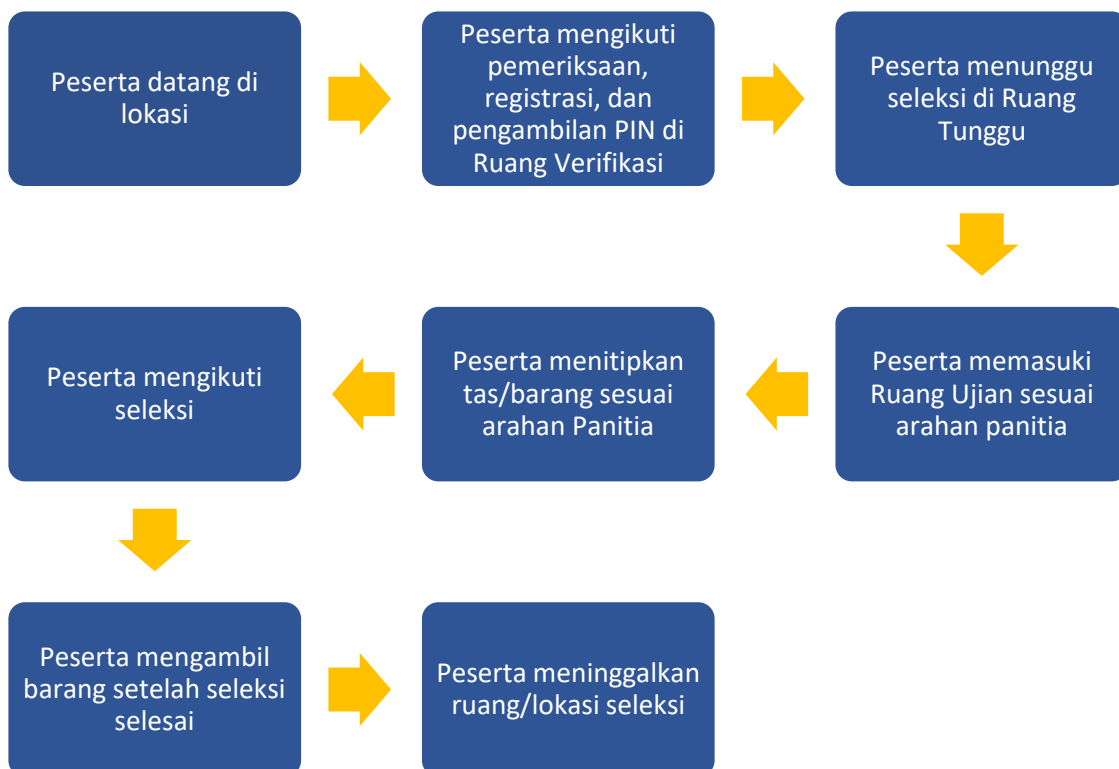 Peserta datang di
lokasi
Peserta mengikuti
pemeriksaan,
registrasi, dan
pengambilan PIN di
Ruang Verifikasi
Peserta menunggu
seleksi di Ruang
Tunggu
Peserta memasuki
Ruang Ujian sesuai
arahan panitia
Peserta menitipkan
tas/barang sesuai
arahan Panitia
Peserta mengikuti
seleksi
Peserta mengambil
barang setelah seleksi
selesai
Peserta meninggalkan
ruang/lokasi seleksi